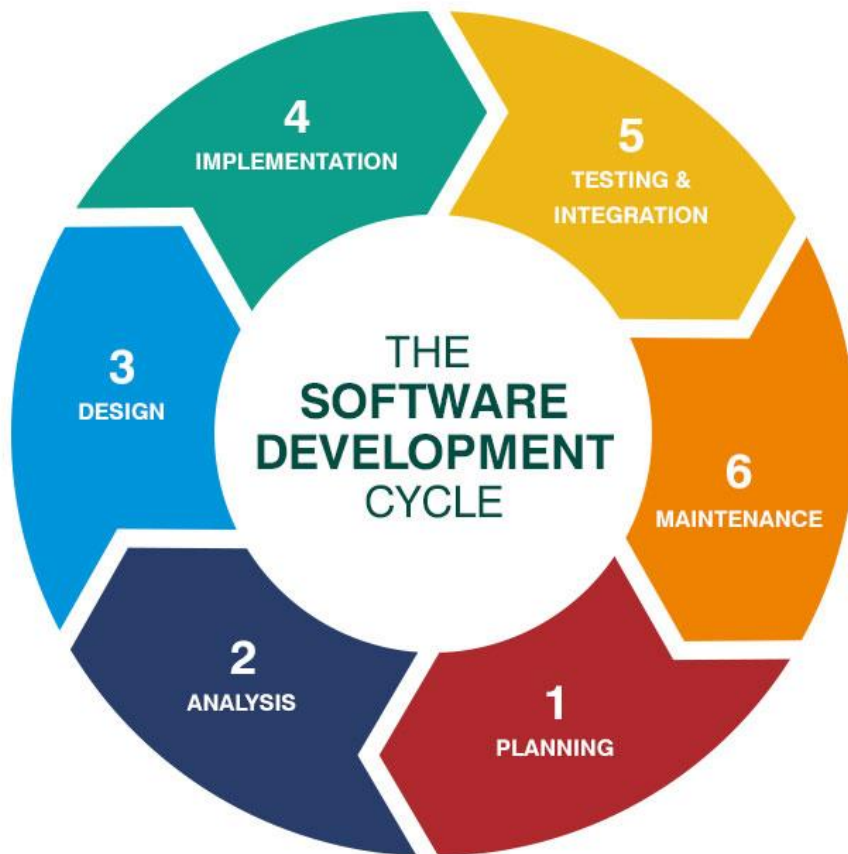 THE
SOFTWARE
DEVELOPMENT
CYCLE
1
PLANNING
2
ANALYSIS
3
DESIGN
4
IMPLEMENTATION
5
TESTING &
INTEGRATION
6
MAINTENANCE